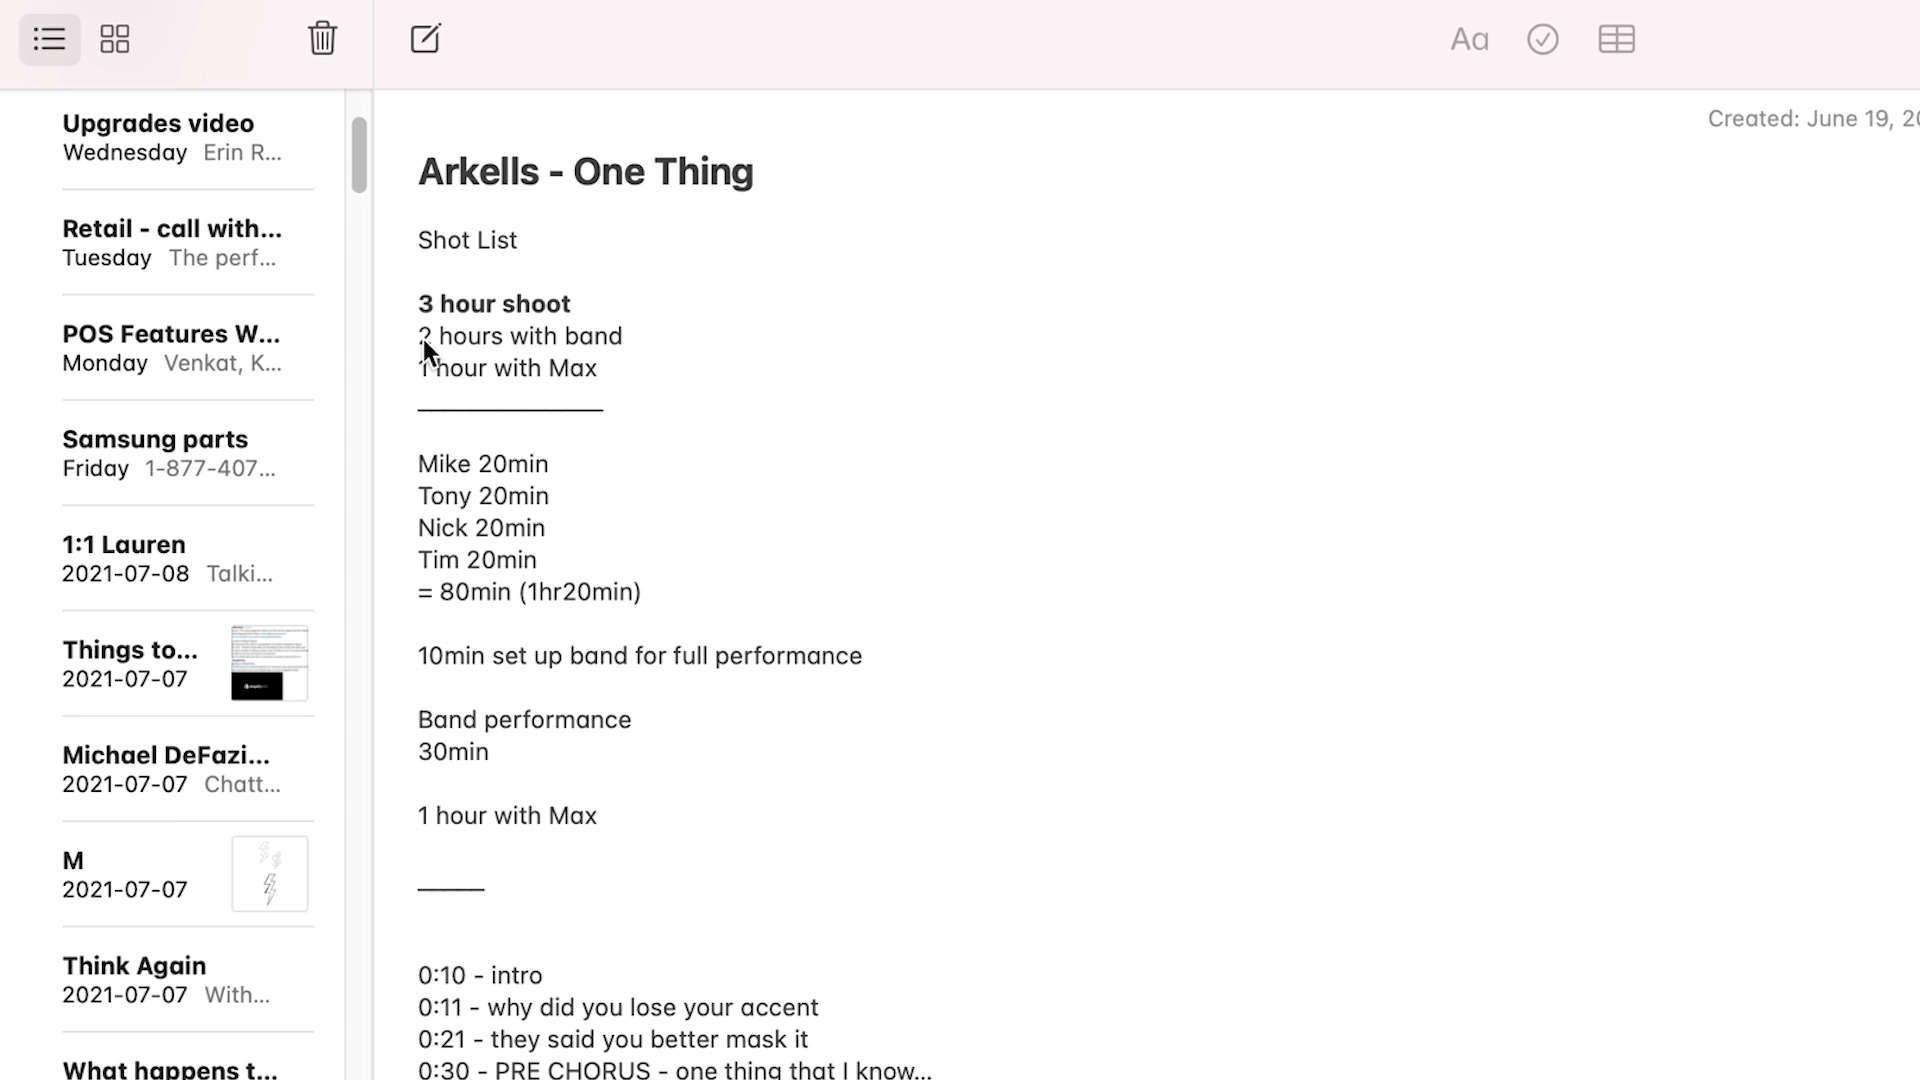 Aa
Created: June 19,
Upgrades video
Wednesday Erin R...
Retail - call with...
Tuesday The perf...
POS Features W...
Monday Venkat, K...
Samsung parts
Friday 1-877-407...
1:1 Lauren
2021-07-08 Talki...
Things to...
2021-07-07
Michael DeFazi...
2021-07-07 Chatt...
M
2021-07-07
Think Again
2021-07-07 With...
What happens t...
Arkells - One Thing
Shot List
3 hour shoot
2 hours with band
1 hour with Max
Mike 20min
Tony 20min
Nick 20min
Tim 20min
= 80min (1hr20min)
10min set up band for full performance
Band performance
30min
1 hour with Max
0:10 - intro
0:11 - why did you lose your accent
0:21 - they said you better mask it
0:30 - PRE CHORUS - one thing that I know...